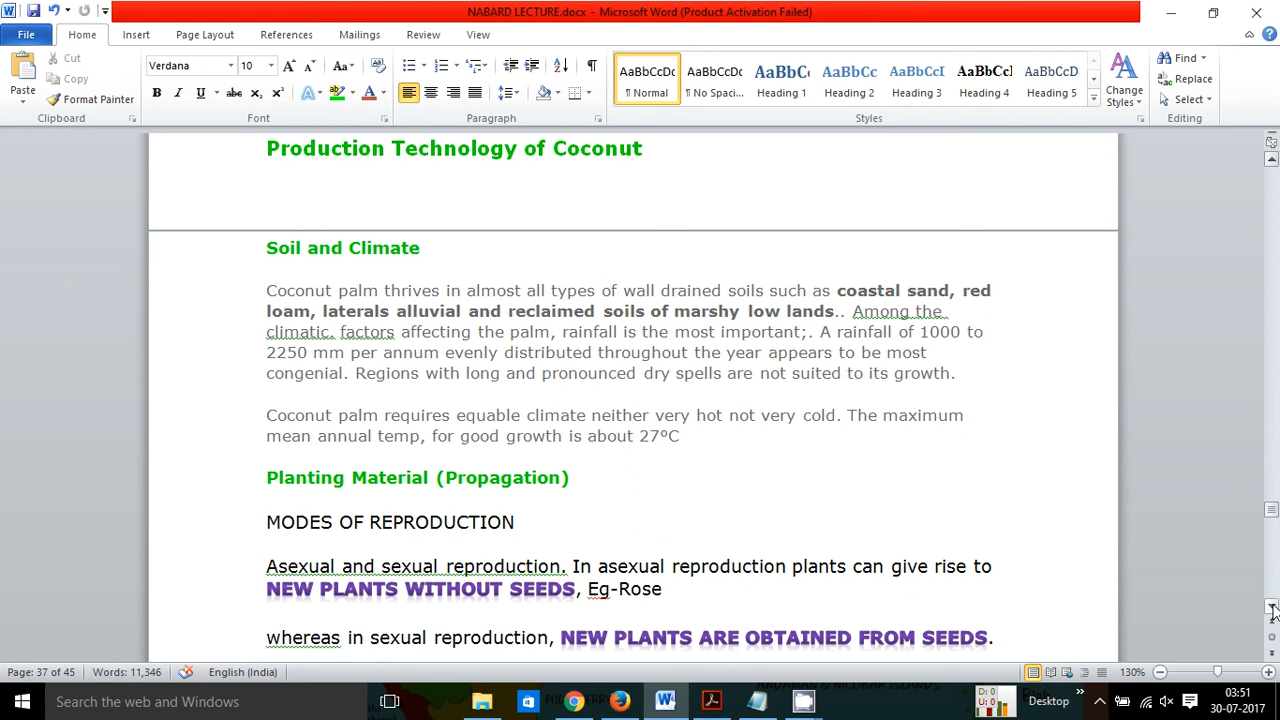 NABARD LECTURE.docx - Microsoft Word (Product Activation Failed)
File Home Insert Page Layout References Mailings Review View
Paste
Cut
Copy
Format Painter
Clipboard
Verdana 10
Font
Paragraph
AaBbCcDc AaBbCcDc AaBbC AaBbCc AaBbCcI AaBbCcI AaBbCcD
¶ Normal ¶ No Spaci... Heading 1 Heading 2 Heading 3 Heading 4 Heading 5
Change Styles
Styles
Find
Replace
Select
Editing
Production Technology of Coconut
Soil and Climate
Coconut palm thrives in almost all types of wall drained soils such as coastal sand, red
loam, laterals alluvial and reclaimed soils of marshy low lands.. Among the
climatic. factors affecting the palm, rainfall is the most important;. A rainfall of 1000 to
2250 mm per annum evenly distributed throughout the year appears to be most
congenial. Regions with long and pronounced dry spells are not suited to its growth.
Coconut palm requires equable climate neither very hot not very cold. The maximum
mean annual temp, for good growth is about 27ºC
Planting Material (Propagation)
MODES OF REPRODUCTION
Asexual and sexual reproduction. In asexual reproduction plants can give rise to
NEW PLANTS WITHOUT SEEDS, Eg-Rose
whereas in sexual reproduction, NEW PLANTS ARE OBTAINED FROM SEEDS.
Page: 37 of 45 Words: 11,346 English (India) 130%
Search the web and Windows
D: 0
U: 0
Desktop
03:51
30-07-2017